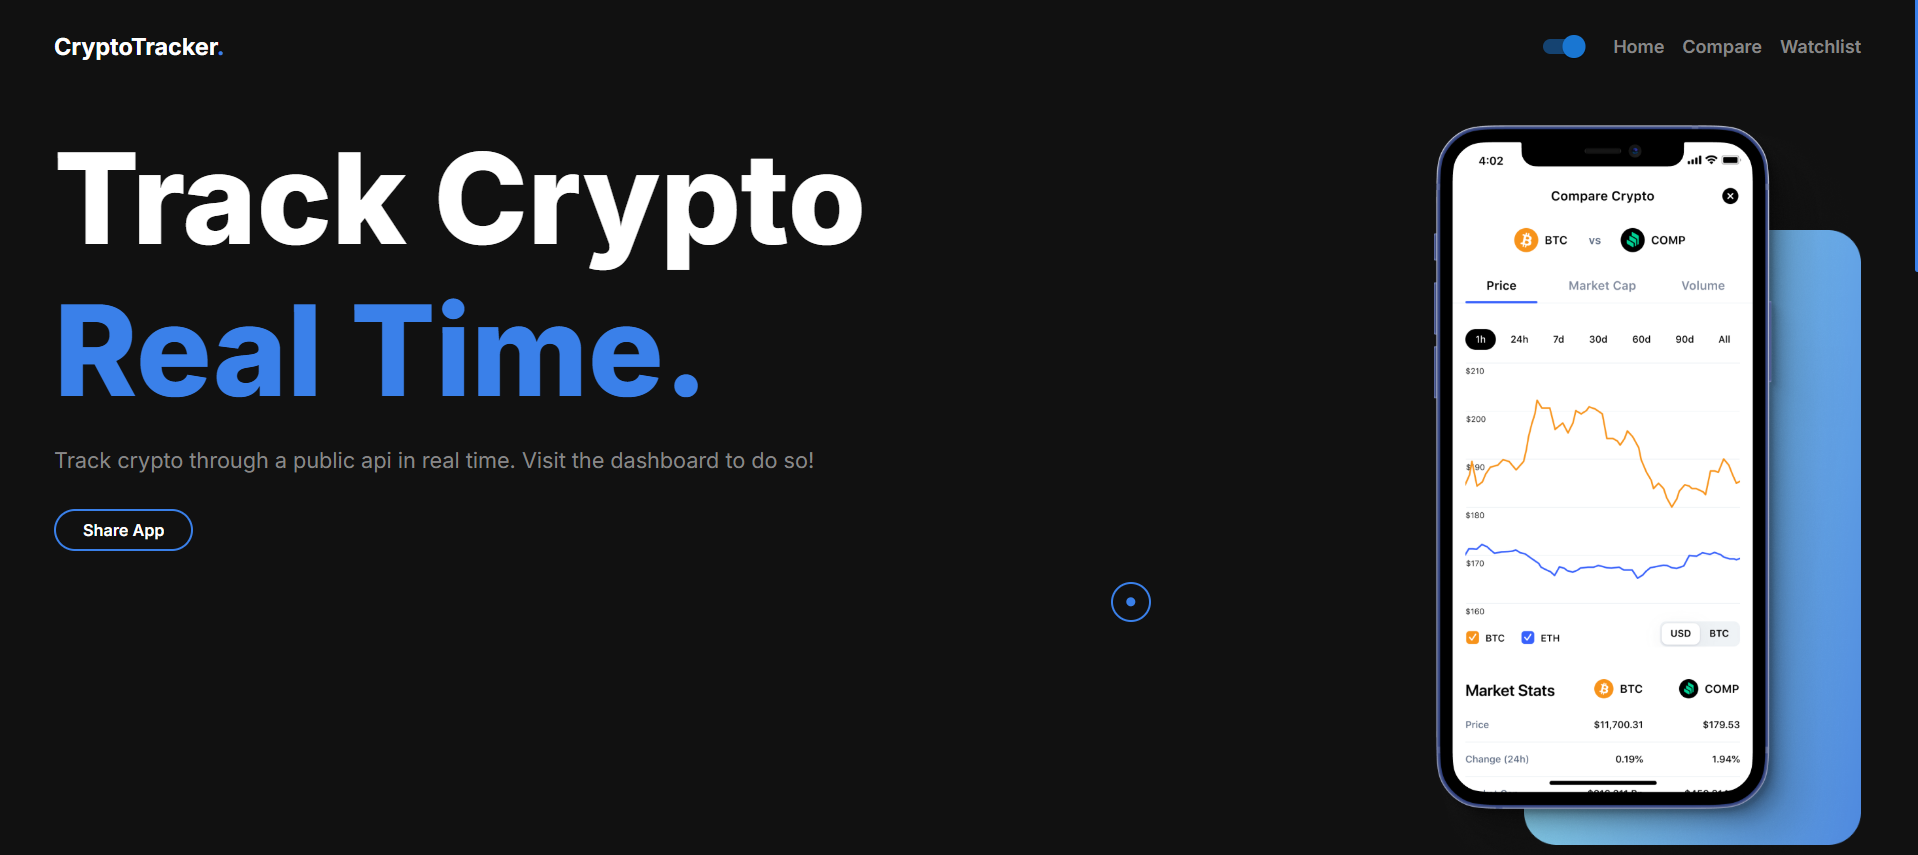 CryptoTracker.
Home Compare Watchlist
Track Crypto
Real Time.
Track crypto through a public api in real time. Visit the dashboard to do so!
Share App
4:02
Compare Crypto
BTC vs COMP
Price Market Cap Volume
1h 24h 7d 30d 60d 90d All
$210
$200
$190
$180
$170
$160
BTC ETH USD BTC
Market Stats BTC COMP
Price $11,700.31 $179.53
Change (24h) 0.19% 1.94%